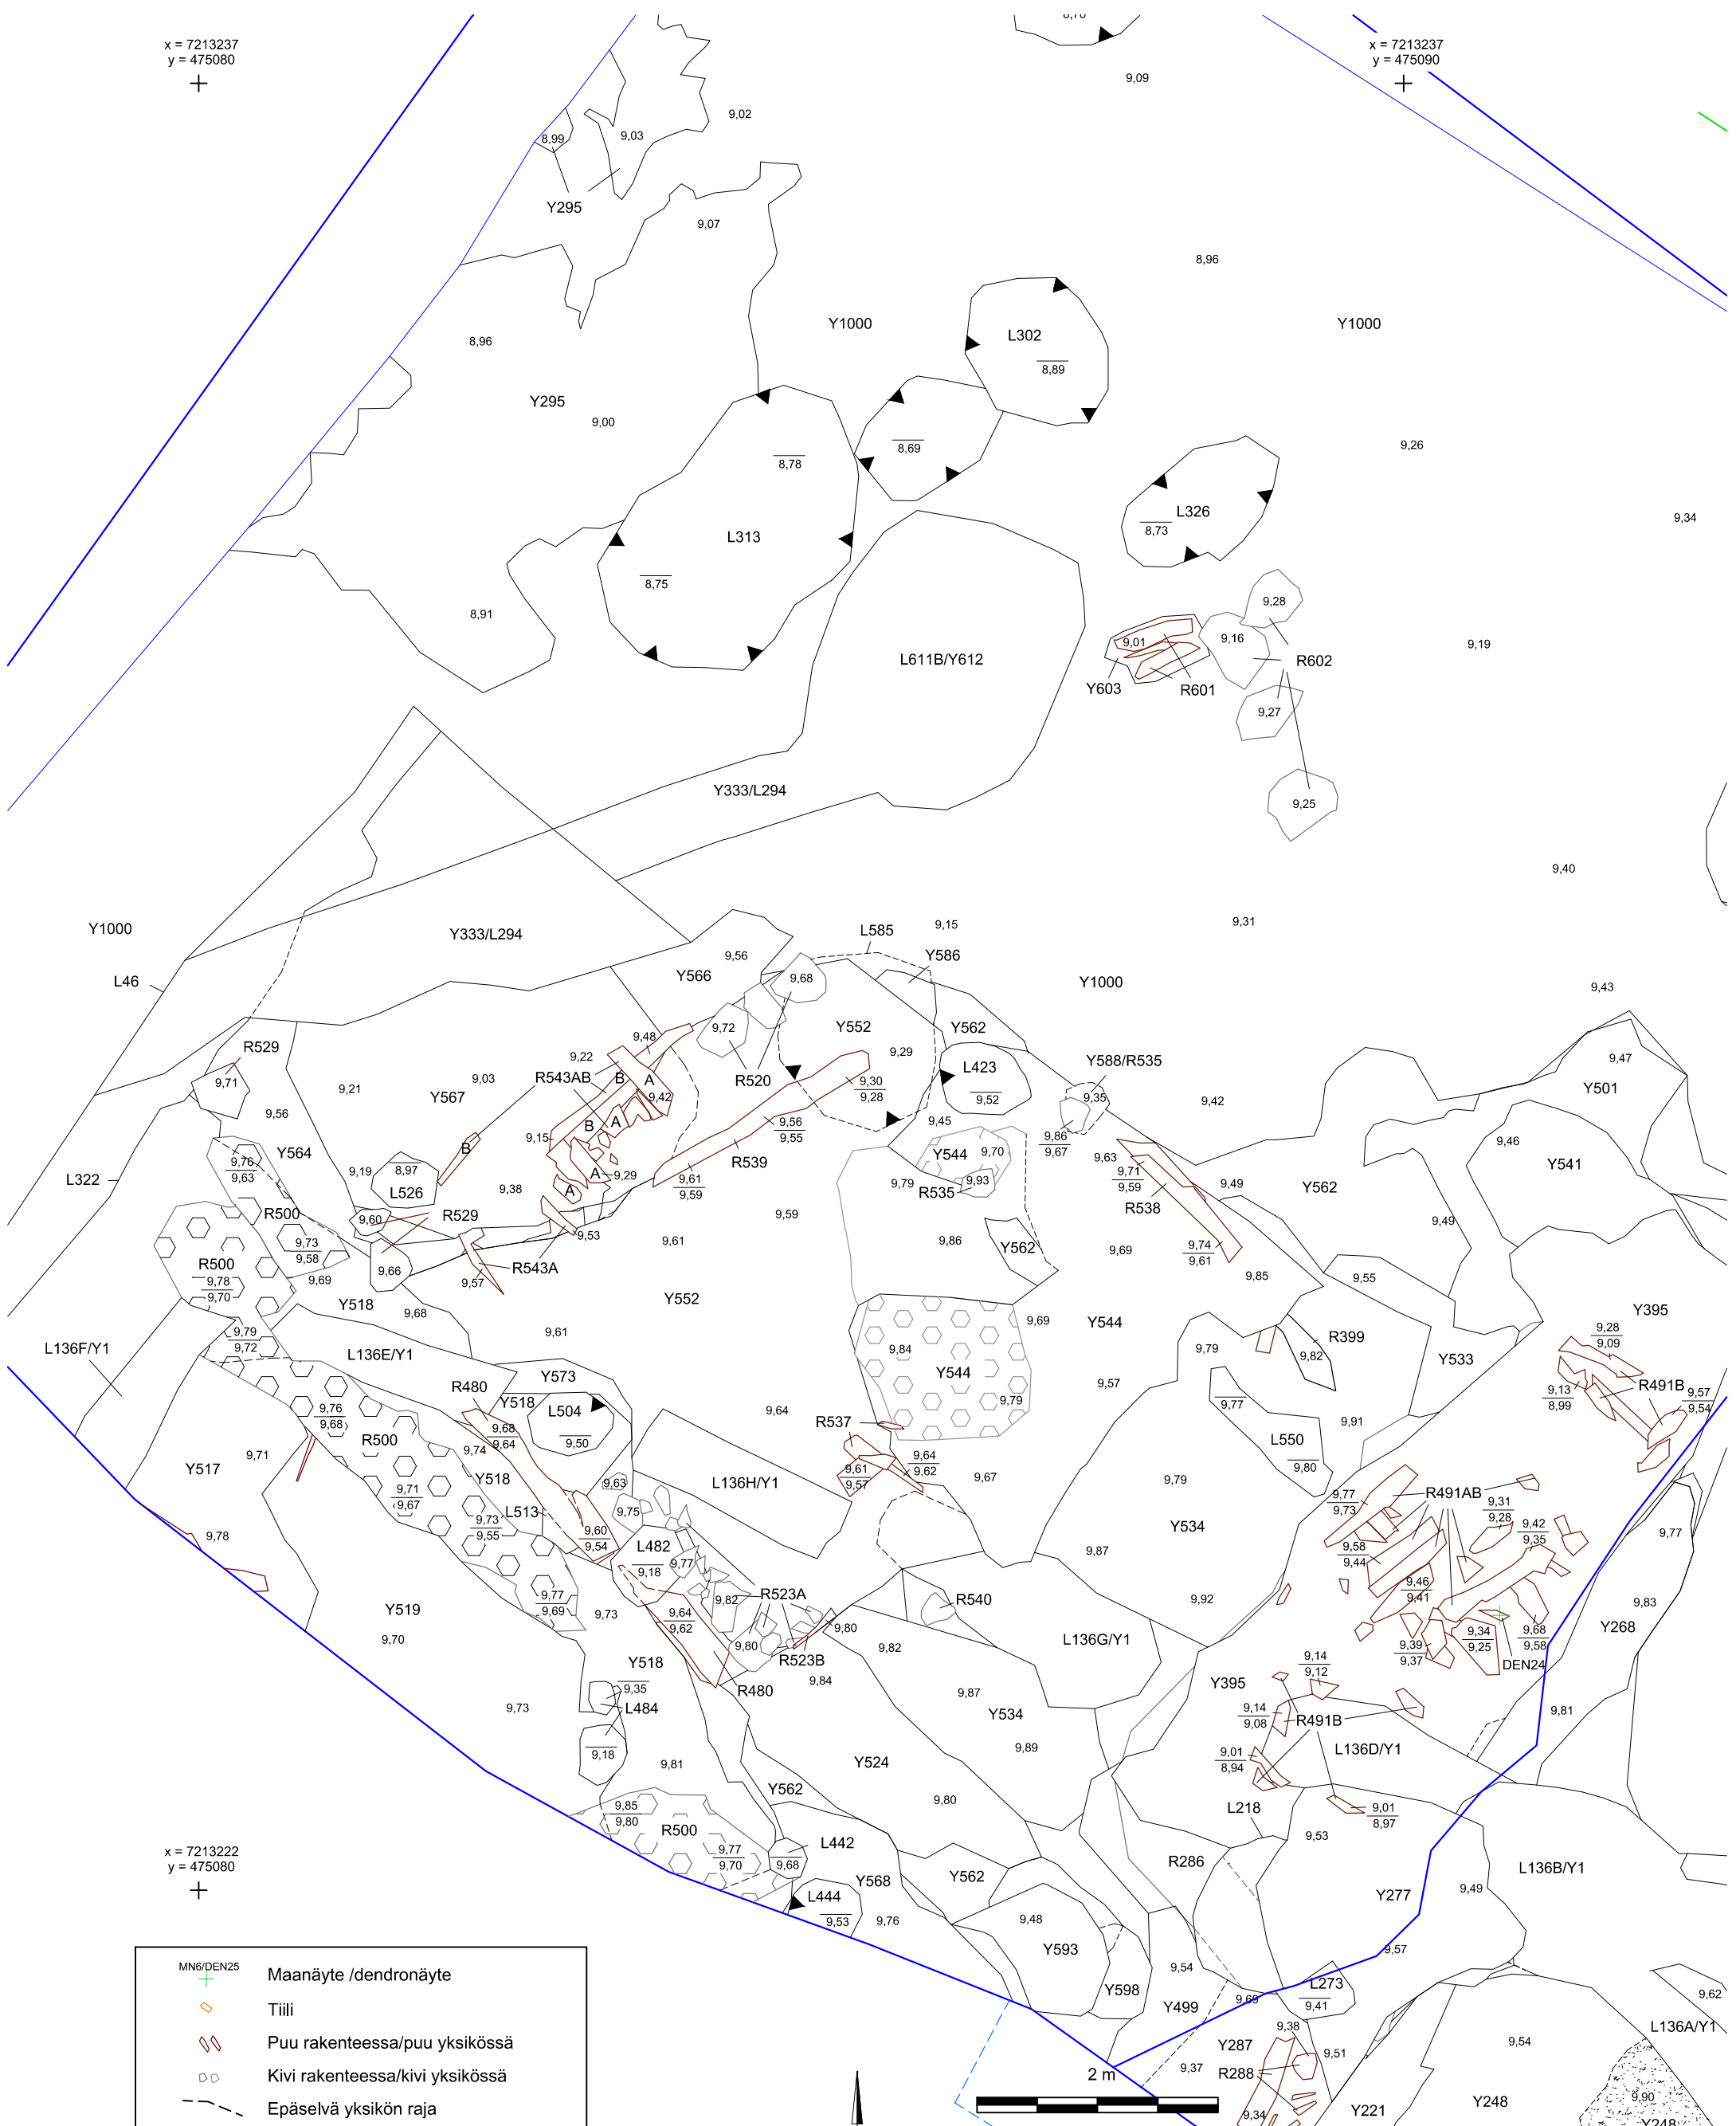 x = 7213237
y = 475080
x = 7213237
y = 475090
9,09
9,02
8,99
9,03
Y295
9,07
8,96
Y1000
L302
8,89
Y1000
8,96
Y295
9,00
8,78
8,69
9,26
L313
8,75
L326
8,73
9,34
8,91
9,28
9,01
9,16
9,19
L611B/Y612
Y603
R601
R602
9,27
Y333/L294
9,25
9,40
Y1000
Y333/L294
9,15
9,31
L585
Y586
9,56
Y566
L46
9,68
Y1000
9,43
9,72
Y552
Y562
R529
9,48
9,22
9,29
9,47
9,71
9,21
9,03
R543AB
B
A
R520
L423
Y588/R535
Y501
9,56
Y567
9,42
9,30
9,28
9,52
9,35
9,42
B
A
9,15
9,56
9,55
9,45
9,86
9,67
9,46
Y564
B
9,76
9,63
9,19
8,97
L526
R539
Y544
9,70
9,63
9,71
9,59
Y541
L322
A
9,29
9,38
A
9,61
9,59
9,79
R535
9,93
R538
9,49
Y562
R500
9,60
R529
9,59
9,49
9,73
9,58
9,53
9,61
9,86
Y562
9,69
9,74
9,61
R500
9,78
9,70
9,69
9,66
R543A
9,57
9,85
9,55
Y518
9,68
Y552
Y395
9,79
9,72
9,61
9,69
Y544
R399
9,28
9,09
L136F/Y1
L136E/Y1
9,84
9,79
9,82
Y533
Y573
Y544
9,57
R491B
R480
Y518
9,79
9,77
9,13
8,99
9,57
9,54
L504
9,64
R537
9,76
9,68
9,68
9,64
9,50
9,91
R500
9,74
L550
9,80
9,71
Y517
Y518
9,63
L136H/Y1
9,61
9,57
9,64
9,62
9,67
9,79
9,77
9,73
R491AB
9,71
9,67
9,75
9,31
9,28
L513
9,73
9,55
9,60
9,54
Y534
9,42
9,35
9,77
9,78
L482
9,18
9,77
9,87
9,58
9,44
9,77
9,69
R523A
R540
9,46
9,41
Y519
9,82
9,92
9,83
9,73
9,64
9,62
9,80
Y268
9,70
9,80
9,82
L136G/Y1
9,39
9,37
9,34
9,25
9,68
9,58
R523B
DEN24
Y518
9,84
9,14
9,12
9,35
R480
9,87
Y395
9,73
L484
Y534
9,14
9,08
R491B
9,81
9,18
9,89
L136D/Y1
9,81
Y524
9,01
8,94
Y562
9,80
9,85
9,80
L218
9,01
8,97
R500
9,53
x = 7213222
y = 475080
9,77
9,70
L442
9,68
R286
L136B/Y1
Y568
Y562
9,49
L444
9,53
Y277
9,76
9,48
Y593
9,57
9,54
L273
Y598
9,41
9,62
Y499
9,69
9,38
L136A/Y1
Y287
9,54
9,51
9,37
2 m
R288
9,34
Y221
Y248
9,90
MN6/DEN25
Maanäyte /dendronäyte
Tiili
Puu rakenteessa/puu yksikössä
Kivi rakenteessa/kivi yksikössä
Epäselvä yksikön raja